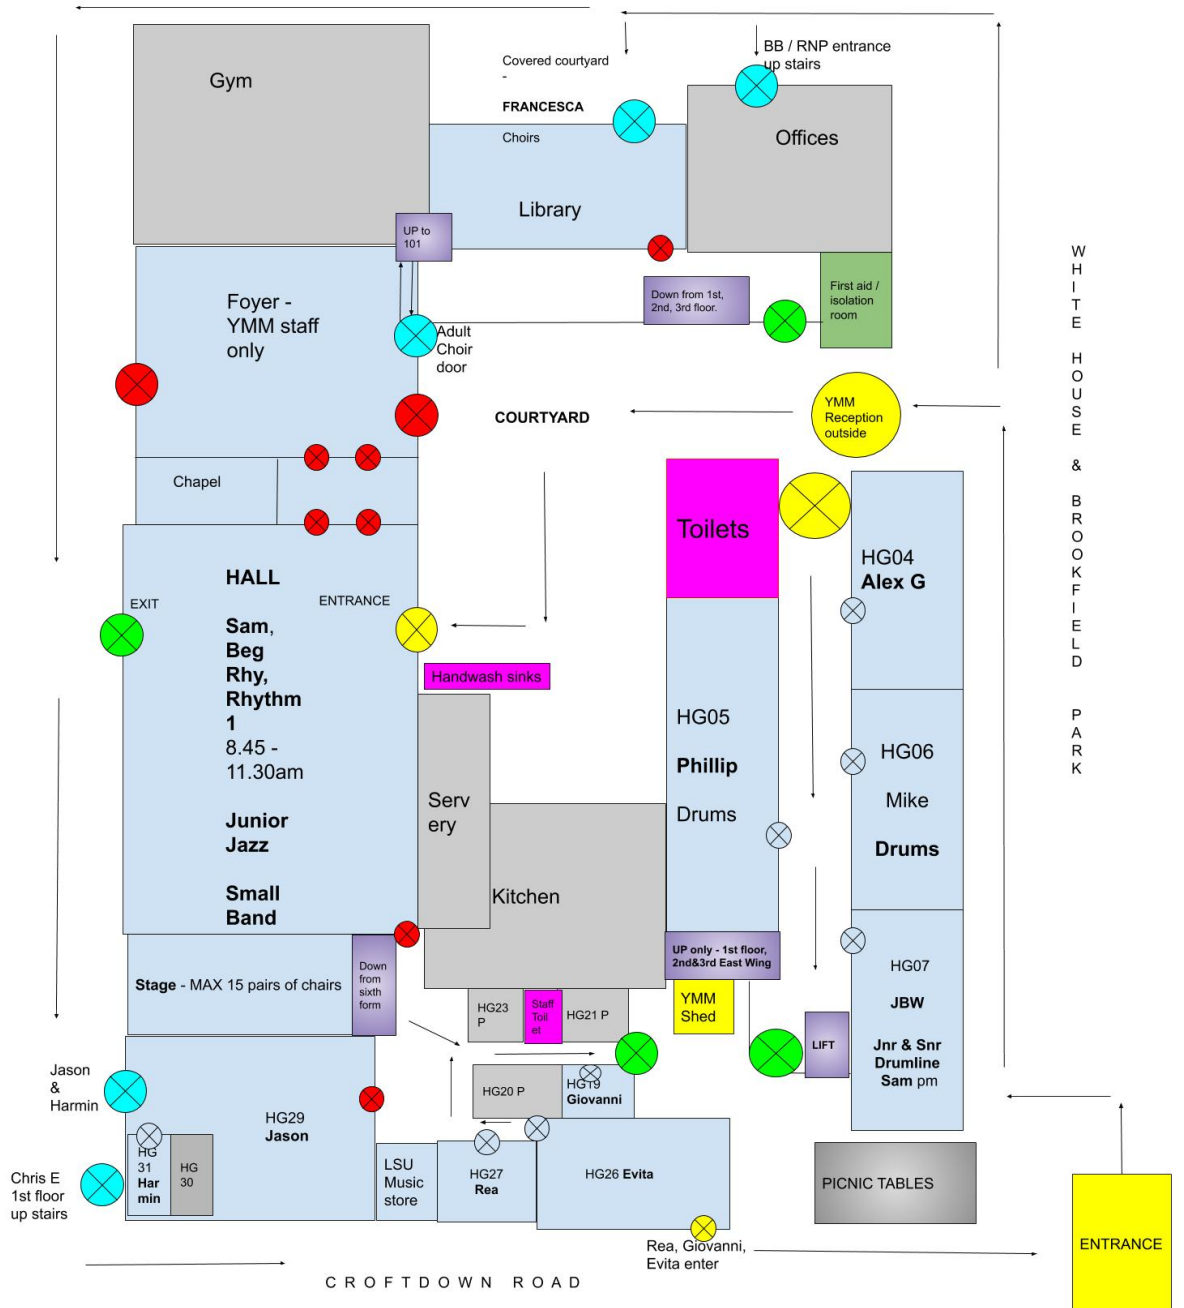 Covered courtyard
-
FRANCESCA
Choirs
BB / RNP entrance
up stairs
Gym
Offices
Library
UP to
101
Down from 1st,
2nd, 3rd floor.
First aid /
isolation
room
Foyer -
YMM staff
only
Adult
Choir
door
COURTYARD
YMM
Reception
outside
WHITE HOUSE & BROOKFIELD PARK
Chapel
Toilets
HG04
Alex G
HALL
EXIT
ENTRANCE
Sam,
Beg
Rhy,
Rhythm
1
8.45 -
11.30am
Junior
Jazz
Small
Band
Handwash sinks
HG05
Phillip
Drums
HG06
Mike
Drums
Serv
ery
Kitchen
UP only - 1st floor,
2nd&3rd East Wing
HG07
JBW
Jnr & Snr
Drumline
Sam pm
Stage - MAX 15 pairs of chairs
Down
from
sixth
form
HG23
P
Staff
Toil
et
HG21 P
YMM
Shed
LIFT
Jason
&
Harmin
HG29
Jason
HG20 P
HG19
Giovanni
HG
31
Har
min
HG
30
Chris E
1st floor
up stairs
LSU
Music
store
HG27
Rea
HG26 Evita
PICNIC TABLES
Rea, Giovanni,
Evita enter
ENTRANCE
CROFTDOWN ROAD